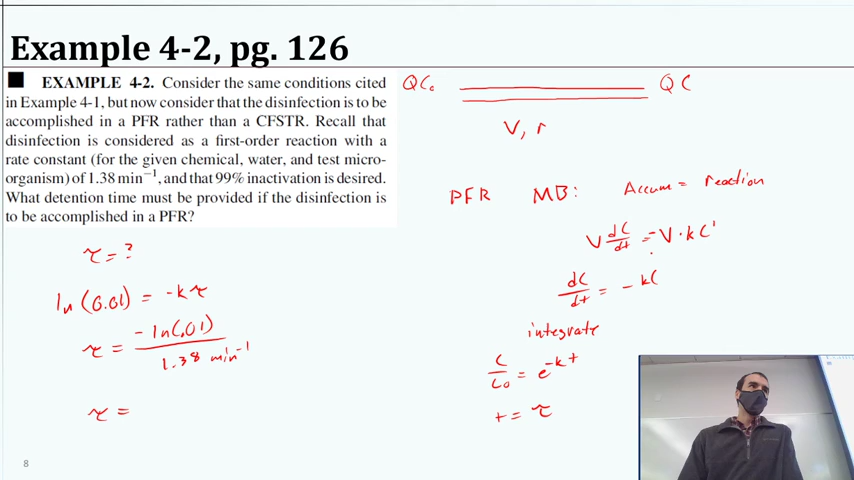 Example 4-2, pg. 126
EXAMPLE 4-2. Consider the same conditions cited
in Example 4-1, but now consider that the disinfection is to be
accomplished in a PFR rather than a CFSTR. Recall that
disinfection is considered as a first-order reaction with a
rate constant (for the given chemical, water, and test micro-
organism) of 1.38 min⁻¹, and that 99% inactivation is desired.
What detention time must be provided if the disinfection is
to be accomplished in a PFR?
τ = ?
ln (0.01) = -kτ
τ = -ln(.01) / 1.38 min⁻¹
τ =
QC₀ QC
V, r
PFR MB: Accum = reaction
V dC/dt = -V · kC¹
dC/dt = -kC
integrate
C/C₀ = e^-kt
t = τ
8